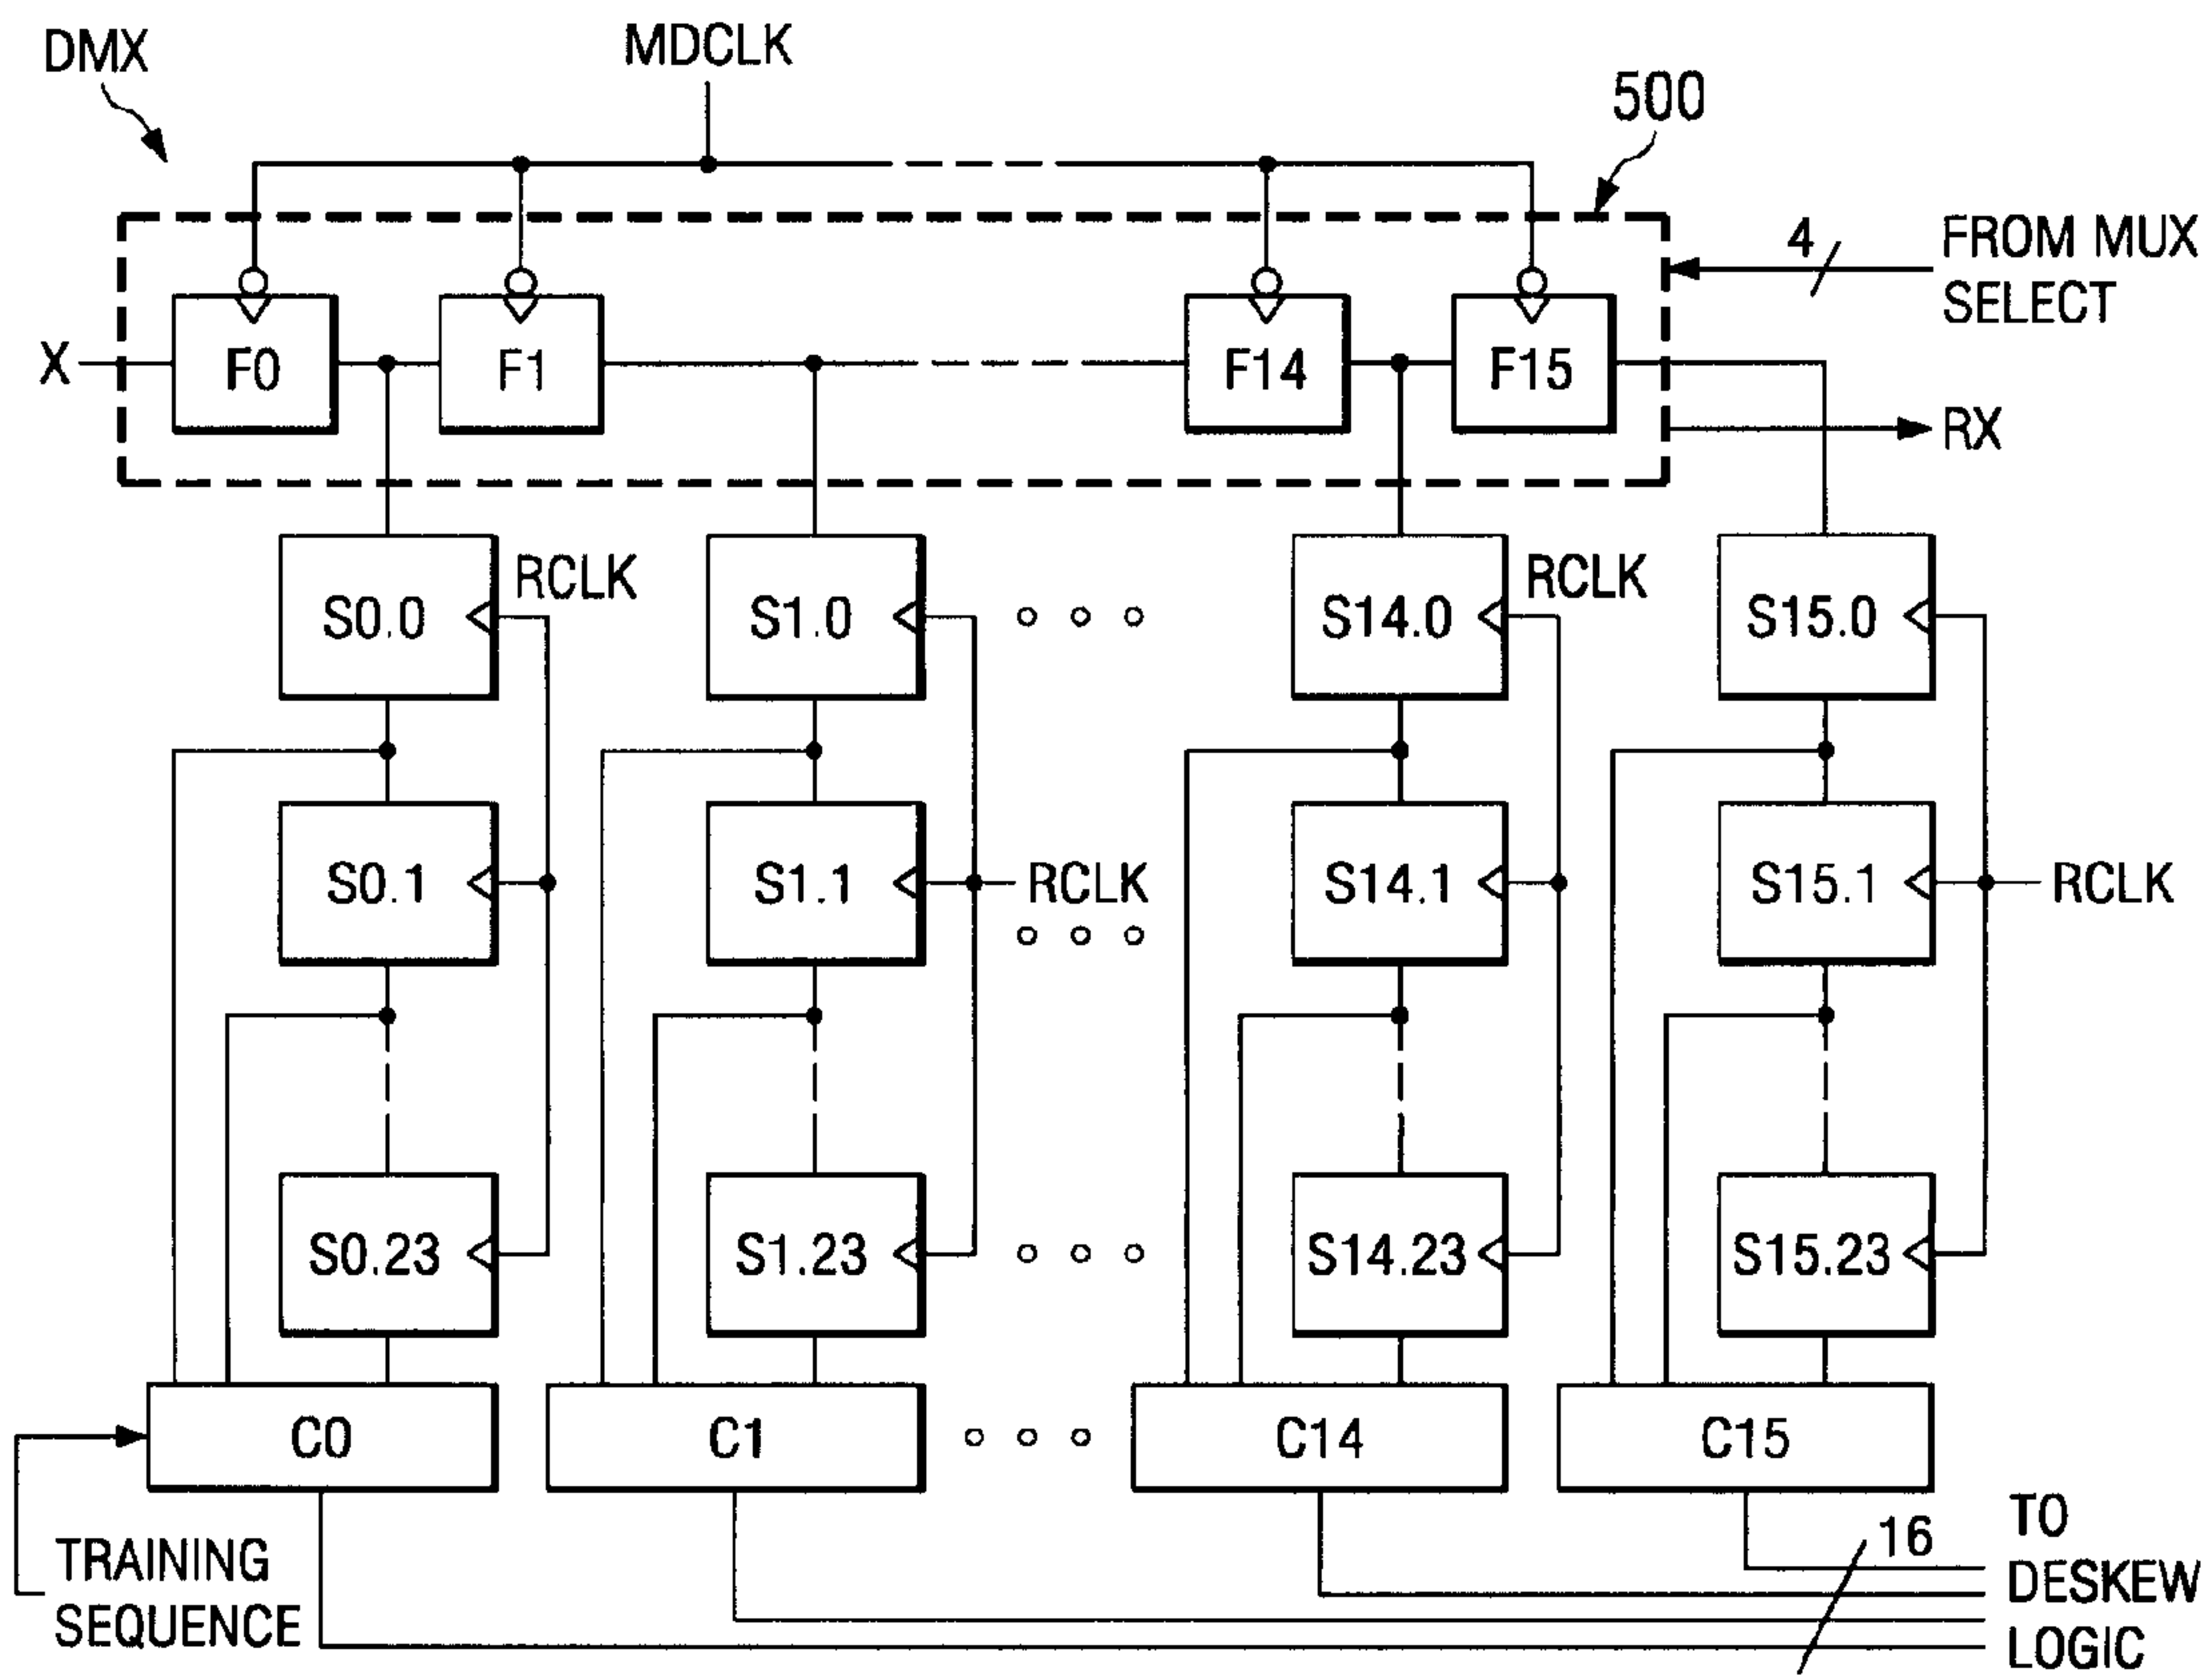 DMX
MDCLK
500
4
FROM MUX
SELECT
X
F0
F1
F14
F15
RX
S0.0
RCLK
S1.0
S14.0
RCLK
S15.0
S0.1
S1.1
RCLK
S14.1
S15.1
RCLK
S0.23
S1.23
S14.23
S15.23
C0
C1
C14
C15
TRAINING
SEQUENCE
16
TO
DESKEW
LOGIC